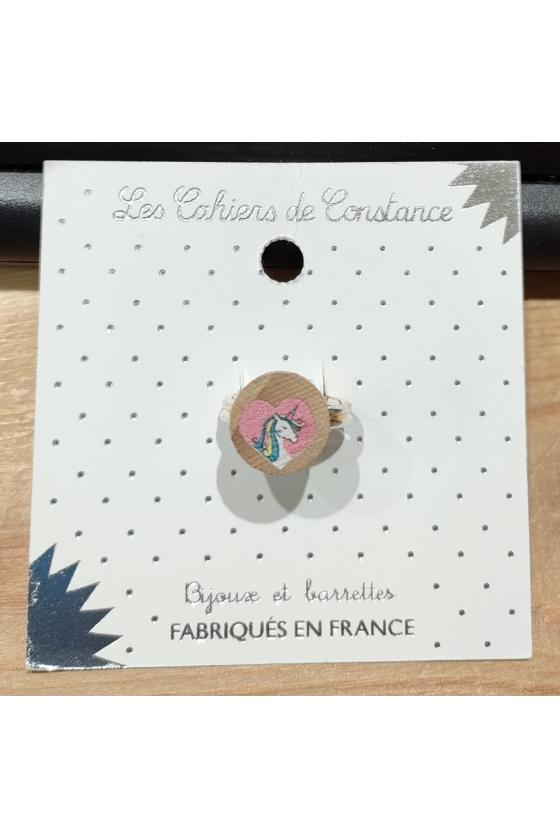 Les Cahiers de Constance
Bijoux et barrettes
FABRIQUÉS EN FRANCE